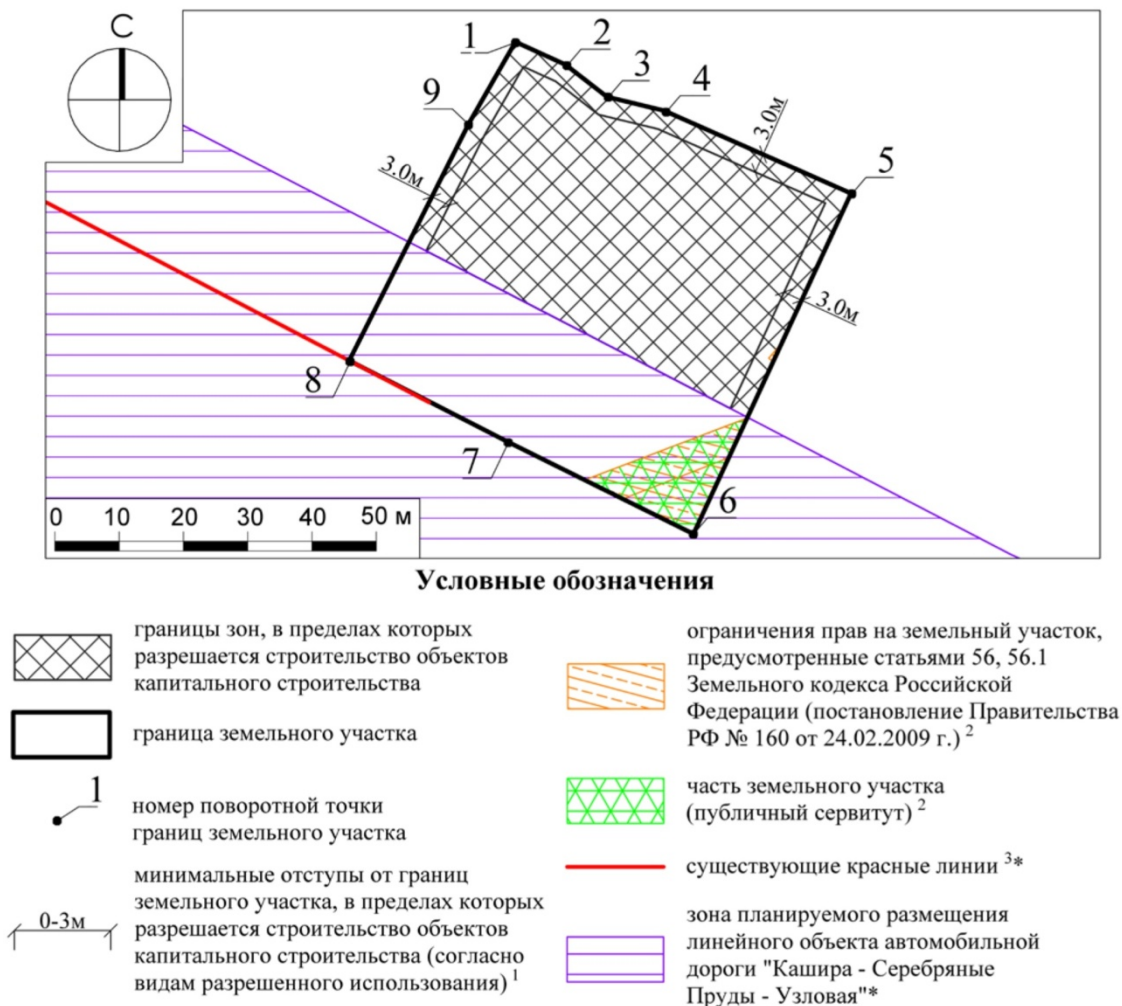 С
1
2
3
4
9
3.0м
5
3.0м
3.0м
8
7
6
0 10 20 30 40 50 м
Условные обозначения
границы зон, в пределах которых
разрешается строительство объектов
капитального строительства
граница земельного участка
1
номер поворотной точки
границ земельного участка
0-3м
минимальные отступы от границ
земельного участка, в пределах которых
разрешается строительство объектов
капитального строительства (согласно
видам разрешенного использования) 1
ограничения прав на земельный участок,
предусмотренные статьями 56, 56.1
Земельного кодекса Российской
Федерации (постановление Правительства
РФ № 160 от 24.02.2009 г.) 2
часть земельного участка
(публичный сервитут) 2
существующие красные линии 3*
зона планируемого размещения
линейного объекта автомобильной
дороги "Кашира - Серебряные
Пруды - Узловая"*